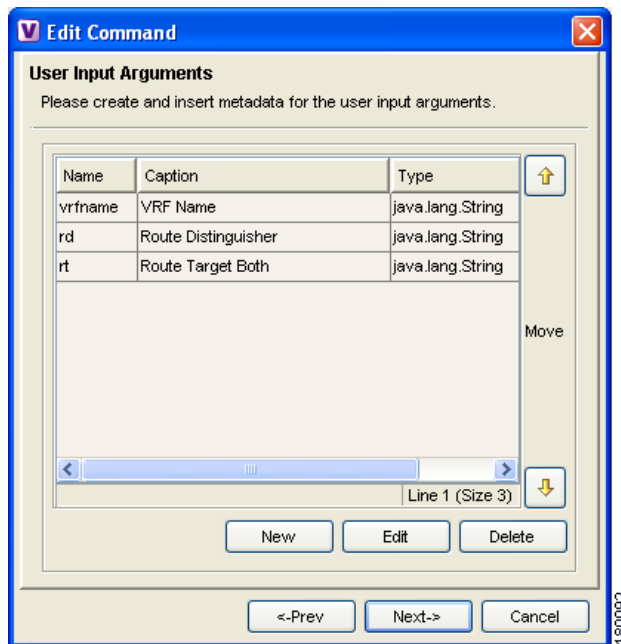 Edit Command
User Input Arguments
Please create and insert metadata for the user input arguments.
Name Caption Type
vrfname VRF Name java.lang.String
rd Route Distinguisher java.lang.String
rt Route Target Both java.lang.String
Move
Line 1 (Size 3)
New Edit Delete
<-Prev Next-> Cancel